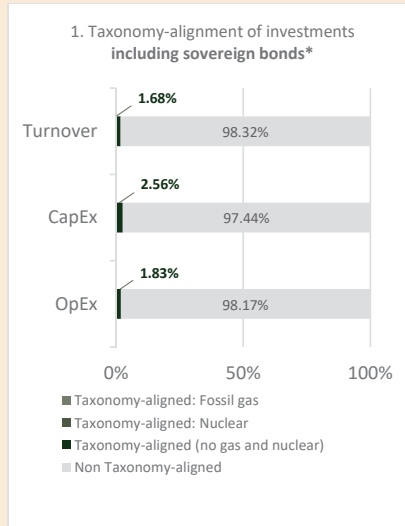 1. Taxonomy-alignment of investments
including sovereign bonds*
1.68%
Turnover
98.32%
2.56%
CapEx
97.44%
1.83%
OpEx
98.17%
0%
50%
100%
Taxonomy-aligned: Fossil gas
Taxonomy-aligned: Nuclear
Taxonomy-aligned (no gas and nuclear)
Non Taxonomy-aligned